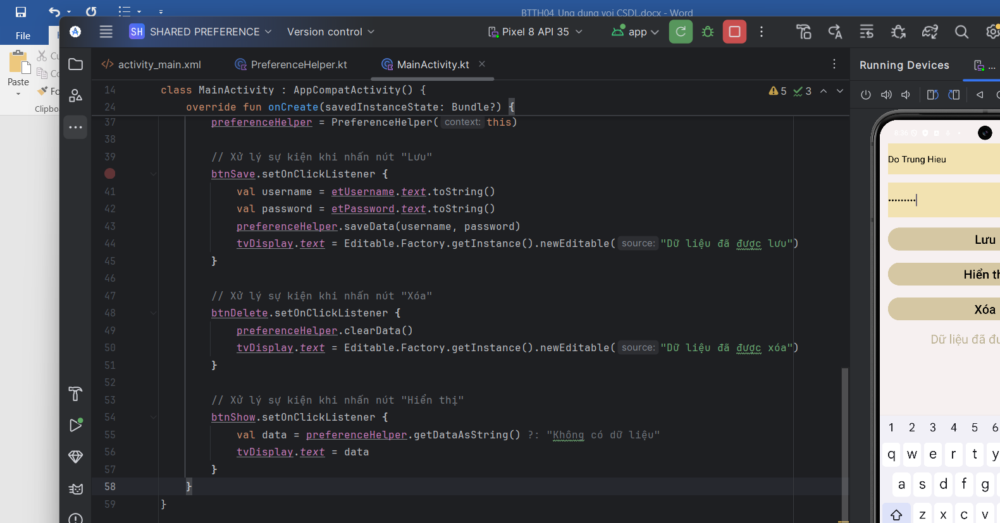 BTTH04_Ung dung voi CSDL.docx - Word
File
SH SHARED PREFERENCE
Version control
Pixel 8 API 35
app
Paste
Clipbo
activity_main.xml
PreferenceHelper.kt
MainActivity.kt
Running Devices
14 class MainActivity : AppCompatActivity() {
5 3
24 override fun onCreate(savedInstanceState: Bundle?) {
37 preferenceHelper = PreferenceHelper( context: this)
38
39 // Xử lý sự kiện khi nhấn nút "Lưu"
btnSave.setOnClickListener {
41 val username = etUsername.text.toString()
42 val password = etPassword.text.toString()
43 preferenceHelper.saveData(username, password)
44 tvDisplay.text = Editable.Factory.getInstance().newEditable( source: "Dữ liệu đã được lưu")
45 }
46
47 // Xử lý sự kiện khi nhấn nút "Xóa"
48 btnDelete.setOnClickListener {
49 preferenceHelper.clearData()
50 tvDisplay.text = Editable.Factory.getInstance().newEditable( source: "Dữ liệu đã được xóa")
51 }
52
53 // Xử lý sự kiện khi nhấn nút "Hiển thị"
54 btnShow.setOnClickListener {
55 val data = preferenceHelper.getDataAsString() ?: "Không có dữ liệu"
56 tvDisplay.text = data
57 }
58 }
59 }
Do Trung Hieu
•••••••••
Lưu
Hiển th
Xóa
Dữ liệu đã đư
1 2 3 4 5 6
q w e r t y
a s d f g
z x c v